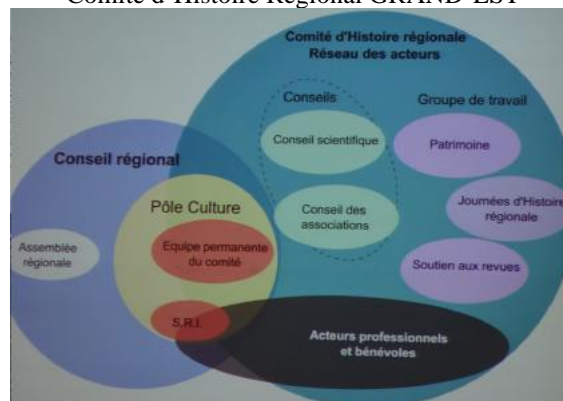 Comité d'Histoire Régional GRAND-EST
Comité d'Histoire régionale
Réseau des acteurs
Conseils
Groupe de travail
Conseil scientifique
Patrimoine
Conseil régional
Pôle Culture
Conseil des
associations
Journées d'Histoire
régionale
Assemblée
régionale
Equipe permanente
du comité
Soutien aux revues
S.R.I.
Acteurs professionnels
et bénévoles